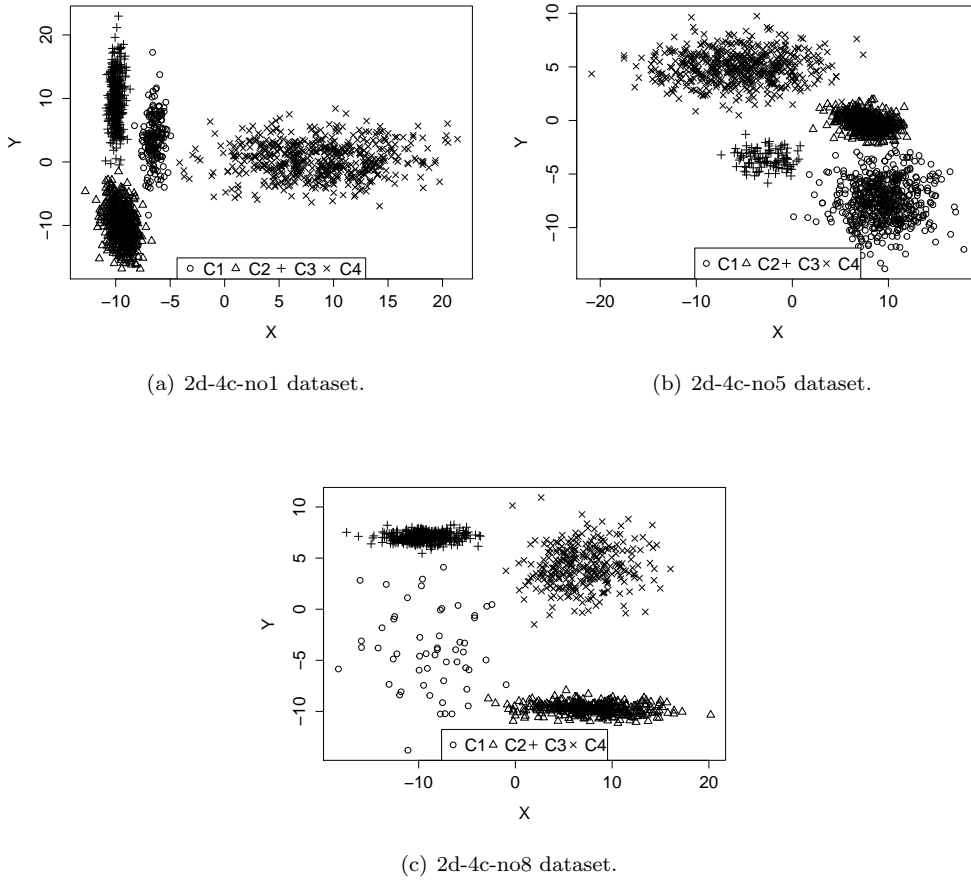 20
10
0
−10
Y
−10 −5 0 5 10 15 20
X
C1 C2 C3 C4
(a) 2d-4c-no1 dataset.
10
5
0
−5
−10
Y
−20 −10 0 10
X
C1 C2 C3 C4
(b) 2d-4c-no5 dataset.
10
5
0
−5
−10
Y
−10 0 10 20
X
C1 C2 C3 C4
(c) 2d-4c-no8 dataset.